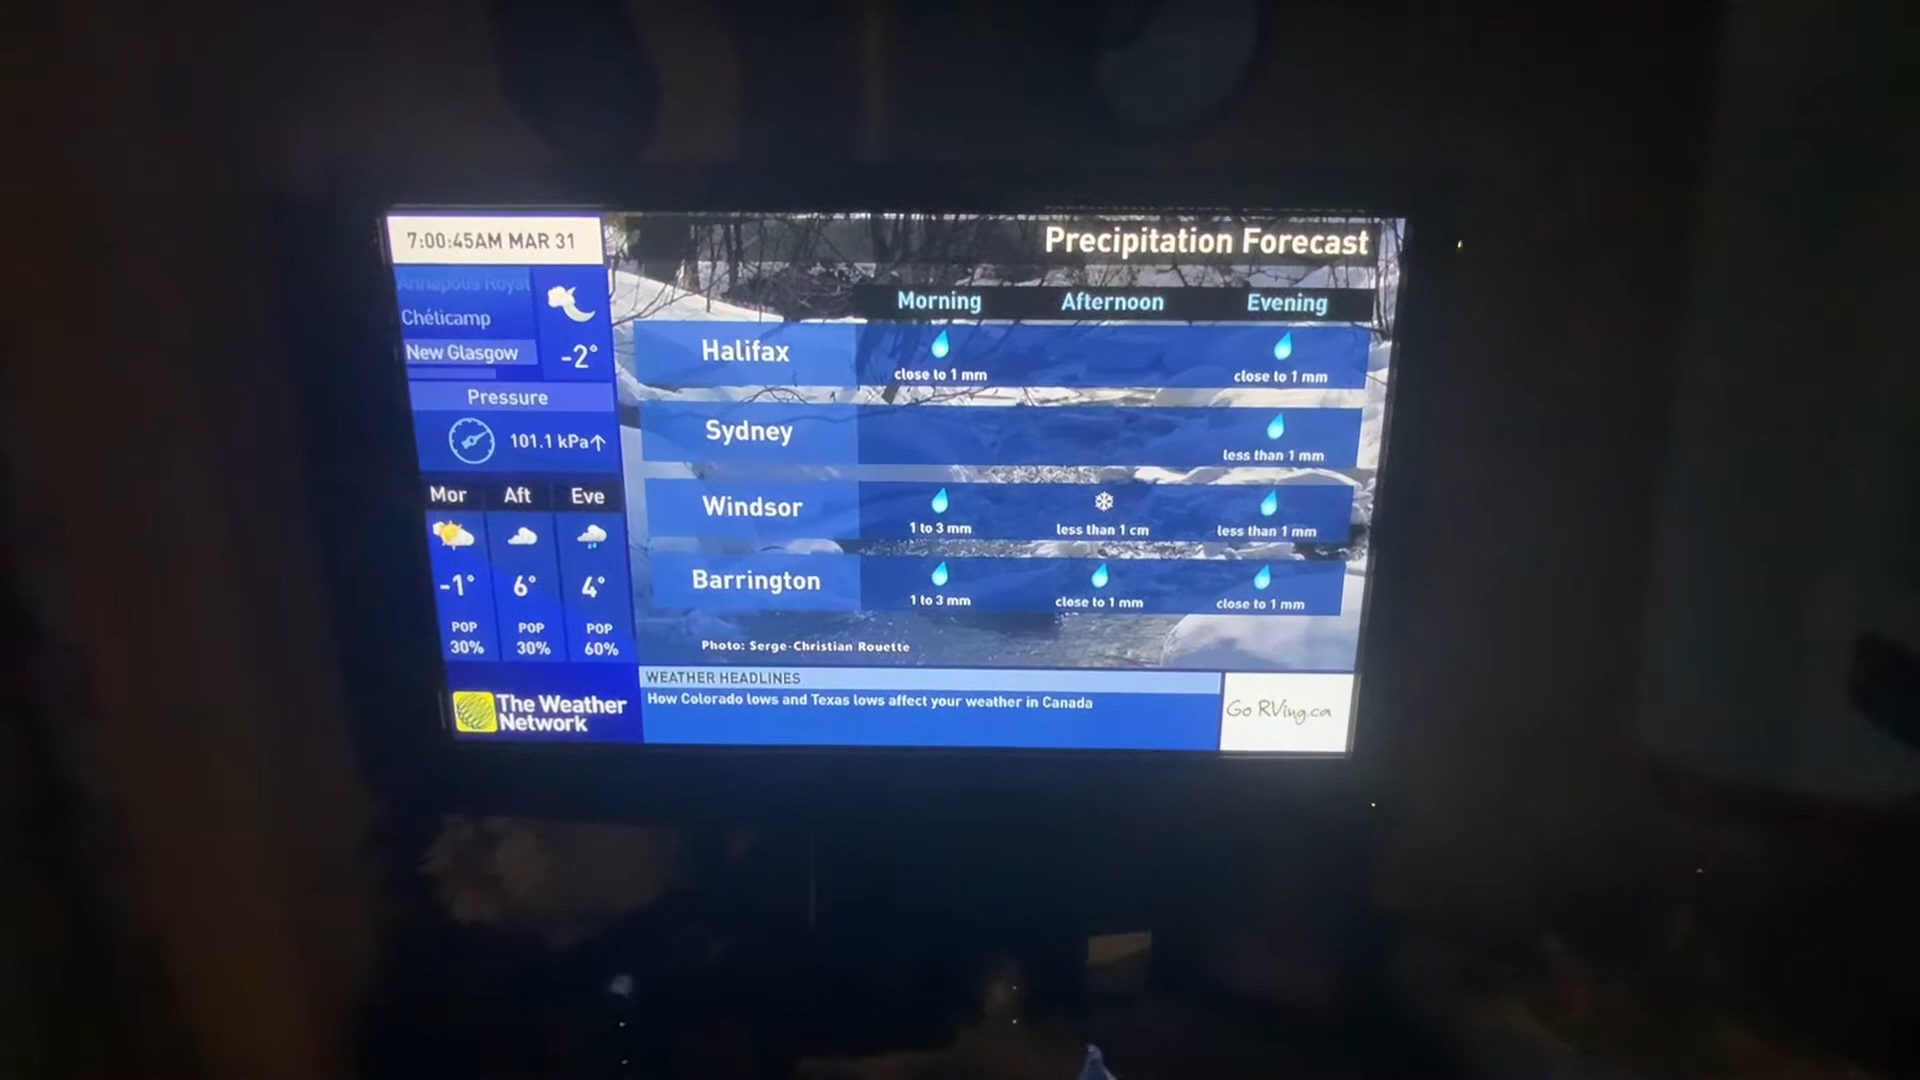 7:00:45AM MAR 31
Precipitation Forecast
Annapolis Royal
Chéticamp
New Glasgow
-2°
Pressure
101.1 kPa↑
Mor Aft Eve
-1° 6° 4°
POP POP POP
30% 30% 60%
Morning Afternoon Evening
Halifax
close to 1 mm close to 1 mm
Sydney
less than 1 mm
Windsor
1 to 3 mm less than 1 cm less than 1 mm
Barrington
1 to 3 mm close to 1 mm close to 1 mm
Photo: Serge-Christian Rouette
The Weather
Network
WEATHER HEADLINES
How Colorado lows and Texas lows affect your weather in Canada
Go RVing.ca